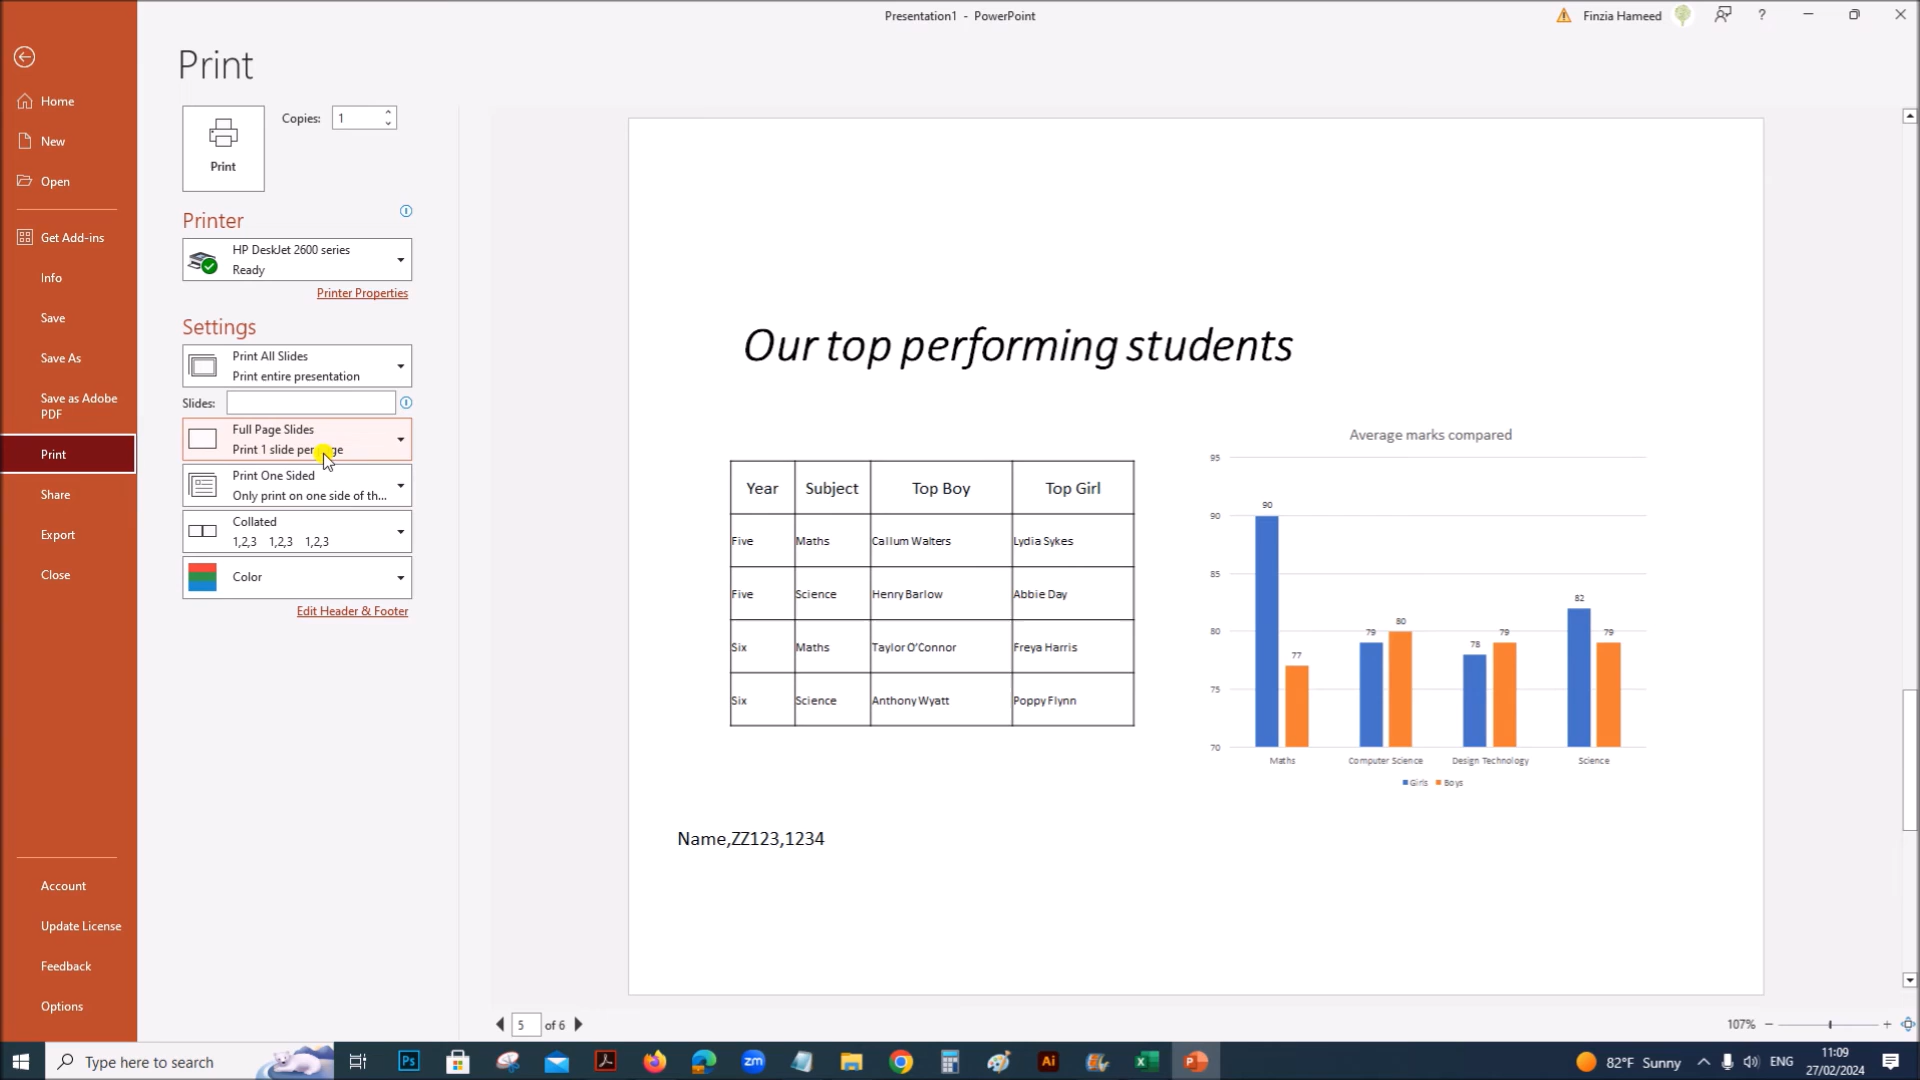 Presentation1 - PowerPoint
Finzia Hameed
?
Home
New
Open
Get Add-ins
Info
Save
Save As
Save as Adobe
PDF
Print
Share
Export
Close
Account
Update License
Feedback
Options
Print
Print
Copies: 1
Printer
HP DeskJet 2600 series
Ready
Printer Properties
Settings
Print All Slides
Print entire presentation
Slides:
Full Page Slides
Print 1 slide per
Print One Sided
Only print on one side of th...
Collated
1,2,3 1,2,3 1,2,3
Color
Edit Header & Footer
Our top performing students
Year Subject Top Boy Top Girl
Five Maths Callum Walters Lydia Sykes
Five Science Henry Barlow Abbie Day
Six Maths Taylor O'Connor Freya Harris
Six Science Anthony Wyatt Poppy Flynn
Average marks compared
95
90
85
80
75
70
90
77
79
80
78
79
82
79
Maths Computer Science Design Technology Science
Girls Boys
Name,ZZ123,1234
5 of 6
107%
Type here to search
Ps
zm
Ai
82°F Sunny
ENG
11:09
27/02/2024